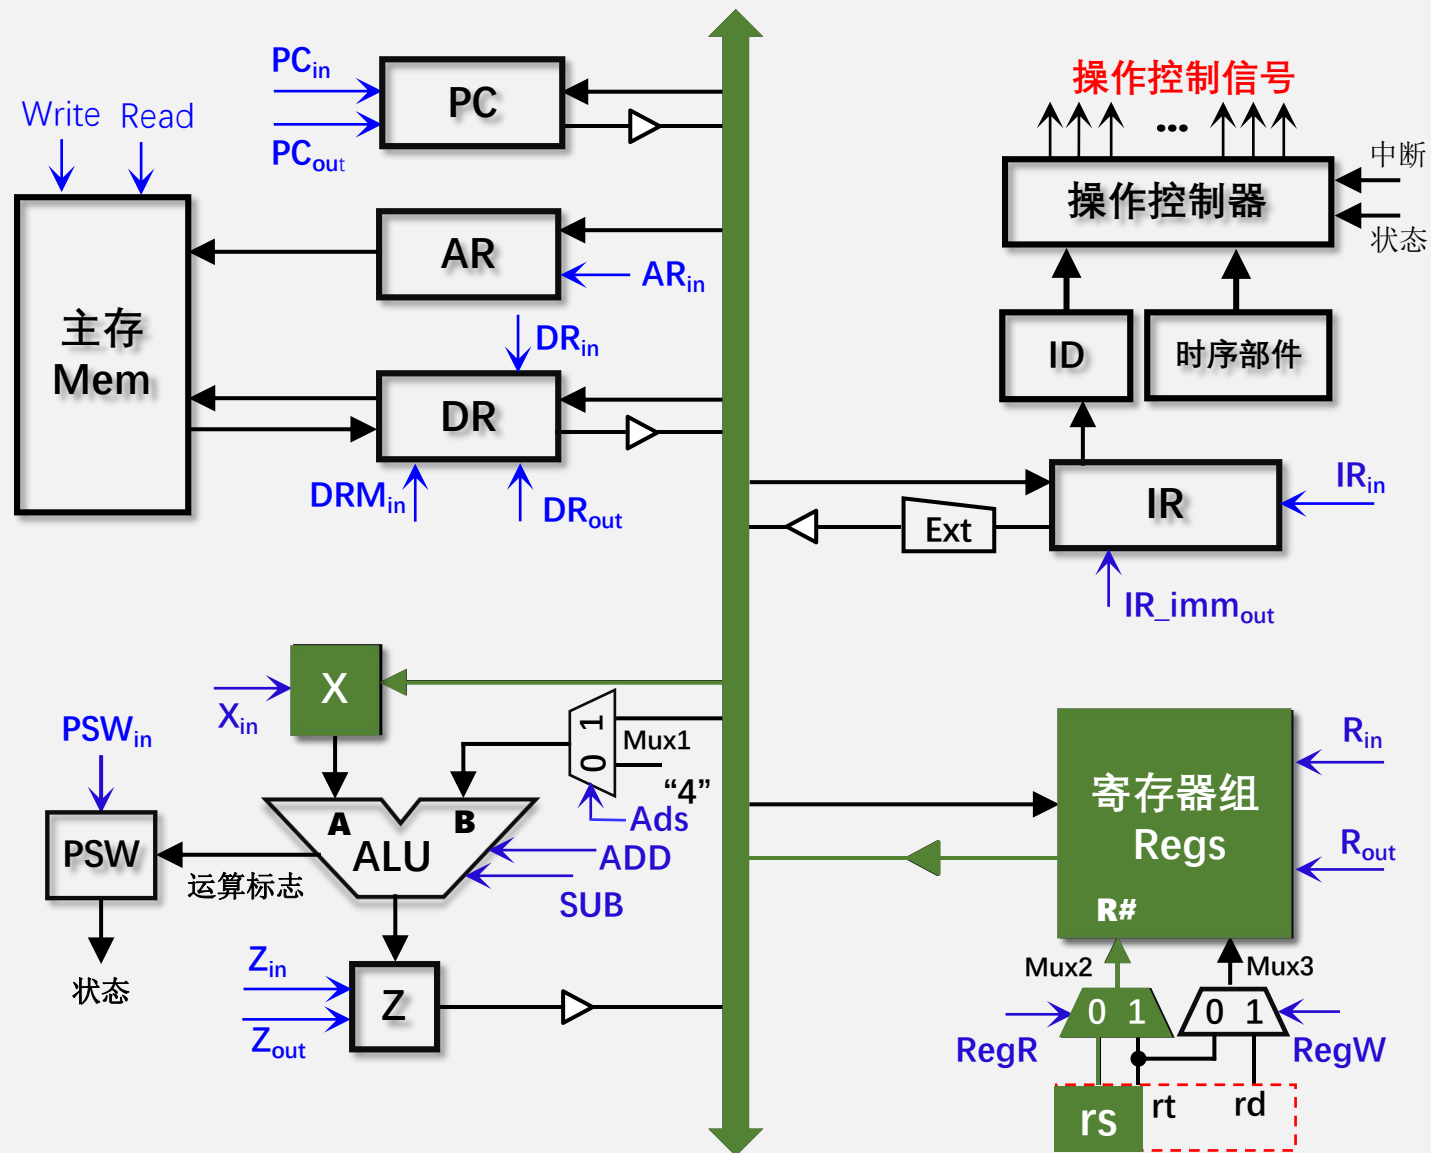 PCin
PC
PCout
Write
Read
操作控制信号
...
中断
操作控制器
状态
AR
ARin
主存
Mem
DRin
DR
DRMin
DRout
ID
时序部件
IR
IRin
Ext
IR_immout
X
Xin
PSWin
PSW
运算标志
状态
1
0
Mux1
“4”
Ads
A
B
ALU
ADD
SUB
Zin
Z
Zout
寄存器组
Regs
R#
Rin
Rout
Mux2
Mux3
0 1
0 1
RegR
RegW
rs
rt
rd